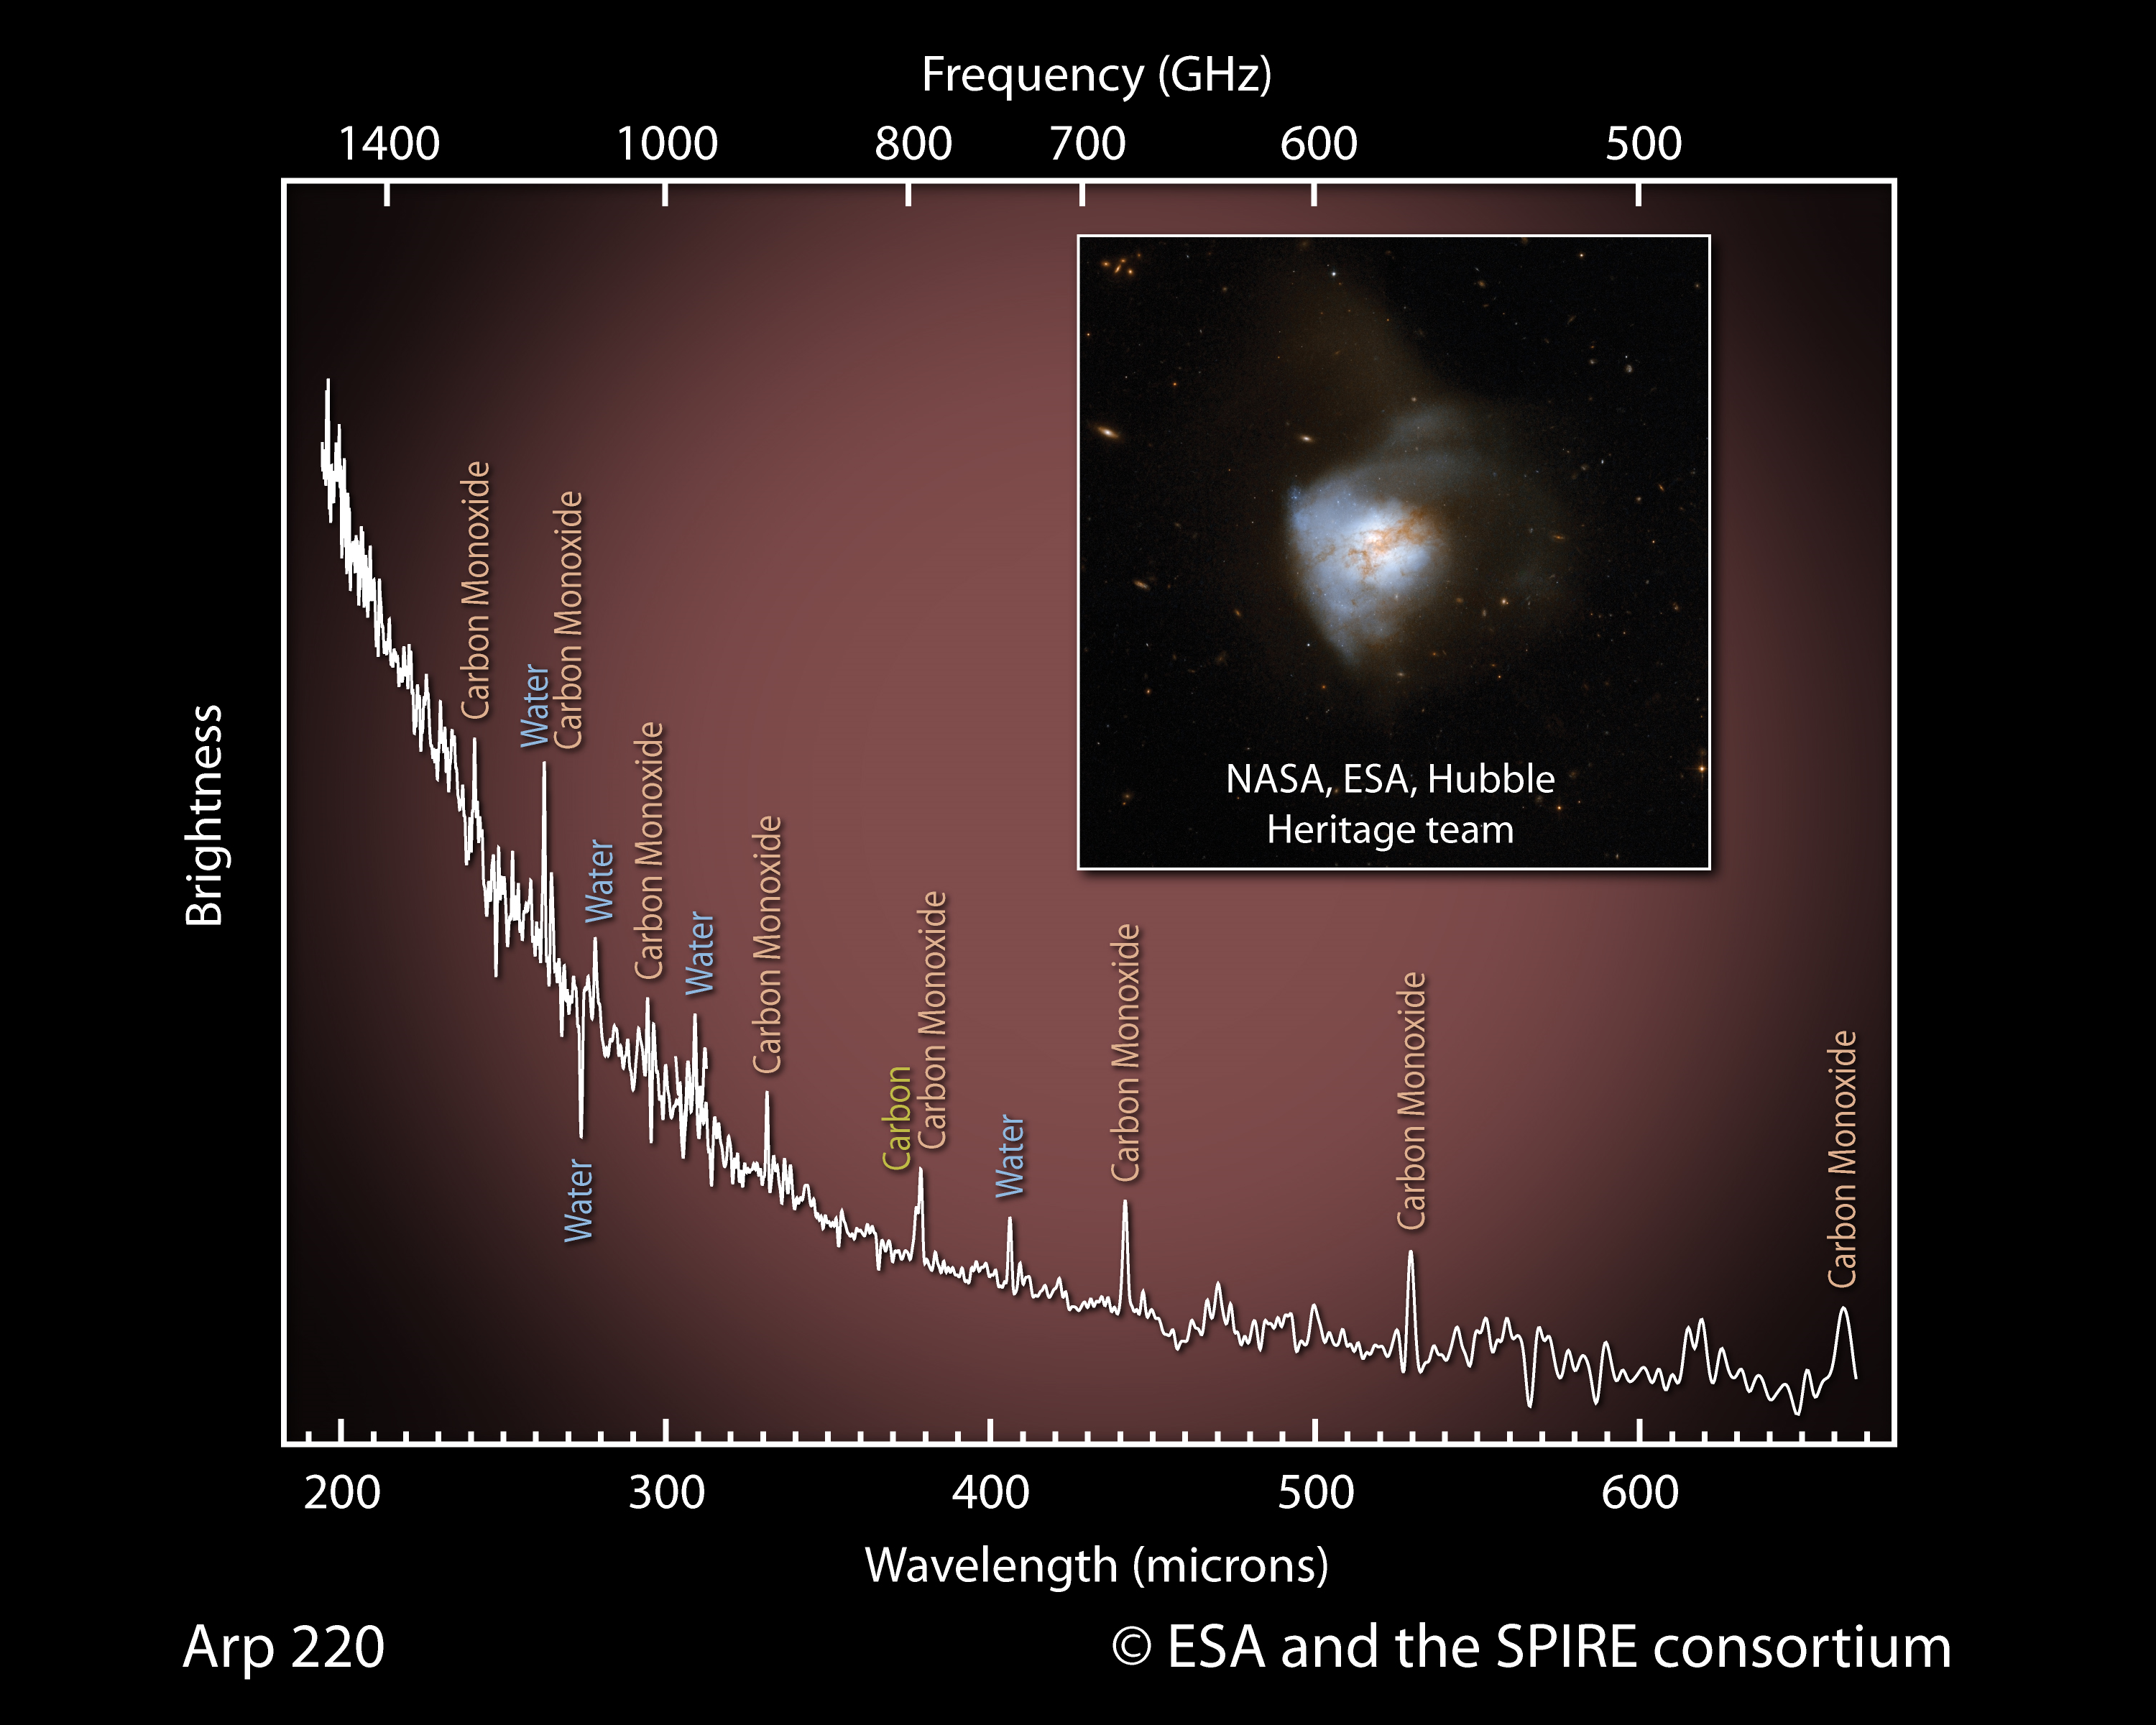 Frequency (GHz)
1400 1000 800 700 600 500
Brightness
Carbon Monoxide
Water
Carbon Monoxide
Water
Water
Carbon Monoxide
Water
Carbon Monoxide
Carbon
Carbon Monoxide
Water
Carbon Monoxide
Carbon Monoxide
Carbon Monoxide
NASA, ESA, Hubble
Heritage team
200 300 400 500 600
Wavelength (microns)
Arp 220
© ESA and the SPIRE consortium